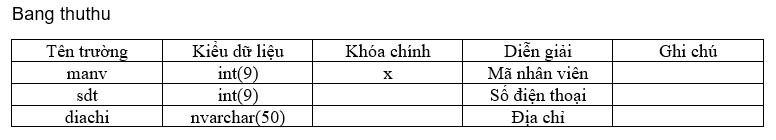 Bang thuthu
Tên trường Kiểu dữ liệu Khóa chính Diễn giải Ghi chú
manv int(9) x Mã nhân viên
sdt int(9) Số điện thoại
diachi nvarchar(50) Địa chỉ